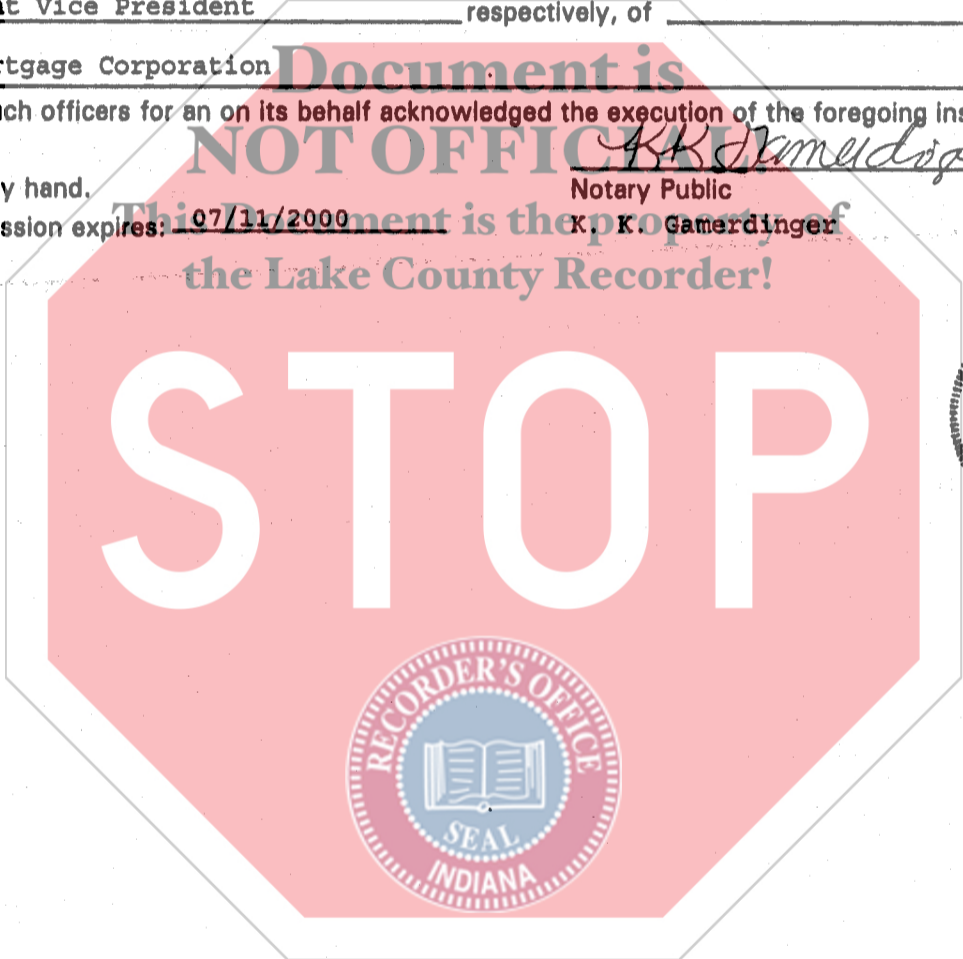 t Vice President respectively, of
rtgage Corporation
Document is
ch officers for an on its behalf acknowledged the execution of the foregoing ins
NOT OFFICIAL!
K K Gamerdinge
y hand.
Notary Public
This Document is the property of
ssion expires: 07/11/2000 K. K. Gamerdinger
the Lake County Recorder!
STOP
RECORDER'S OFFICE
SEAL
INDIANA